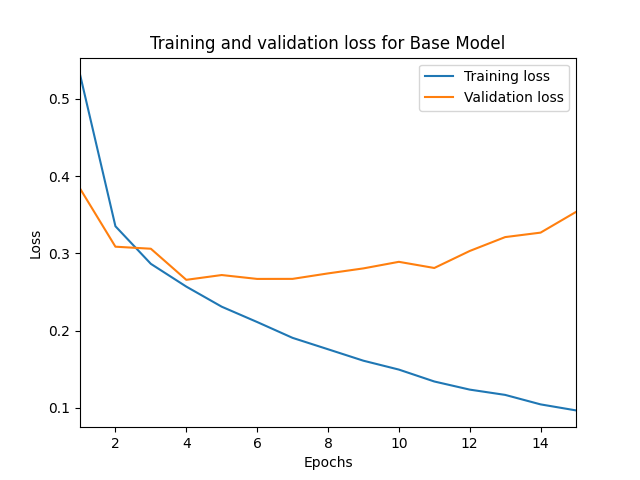 Training and validation loss for Base Model
Training loss
Validation loss
0.5
0.4
0.3
0.2
0.1
Loss
2 4 6 8 10 12 14
Epochs